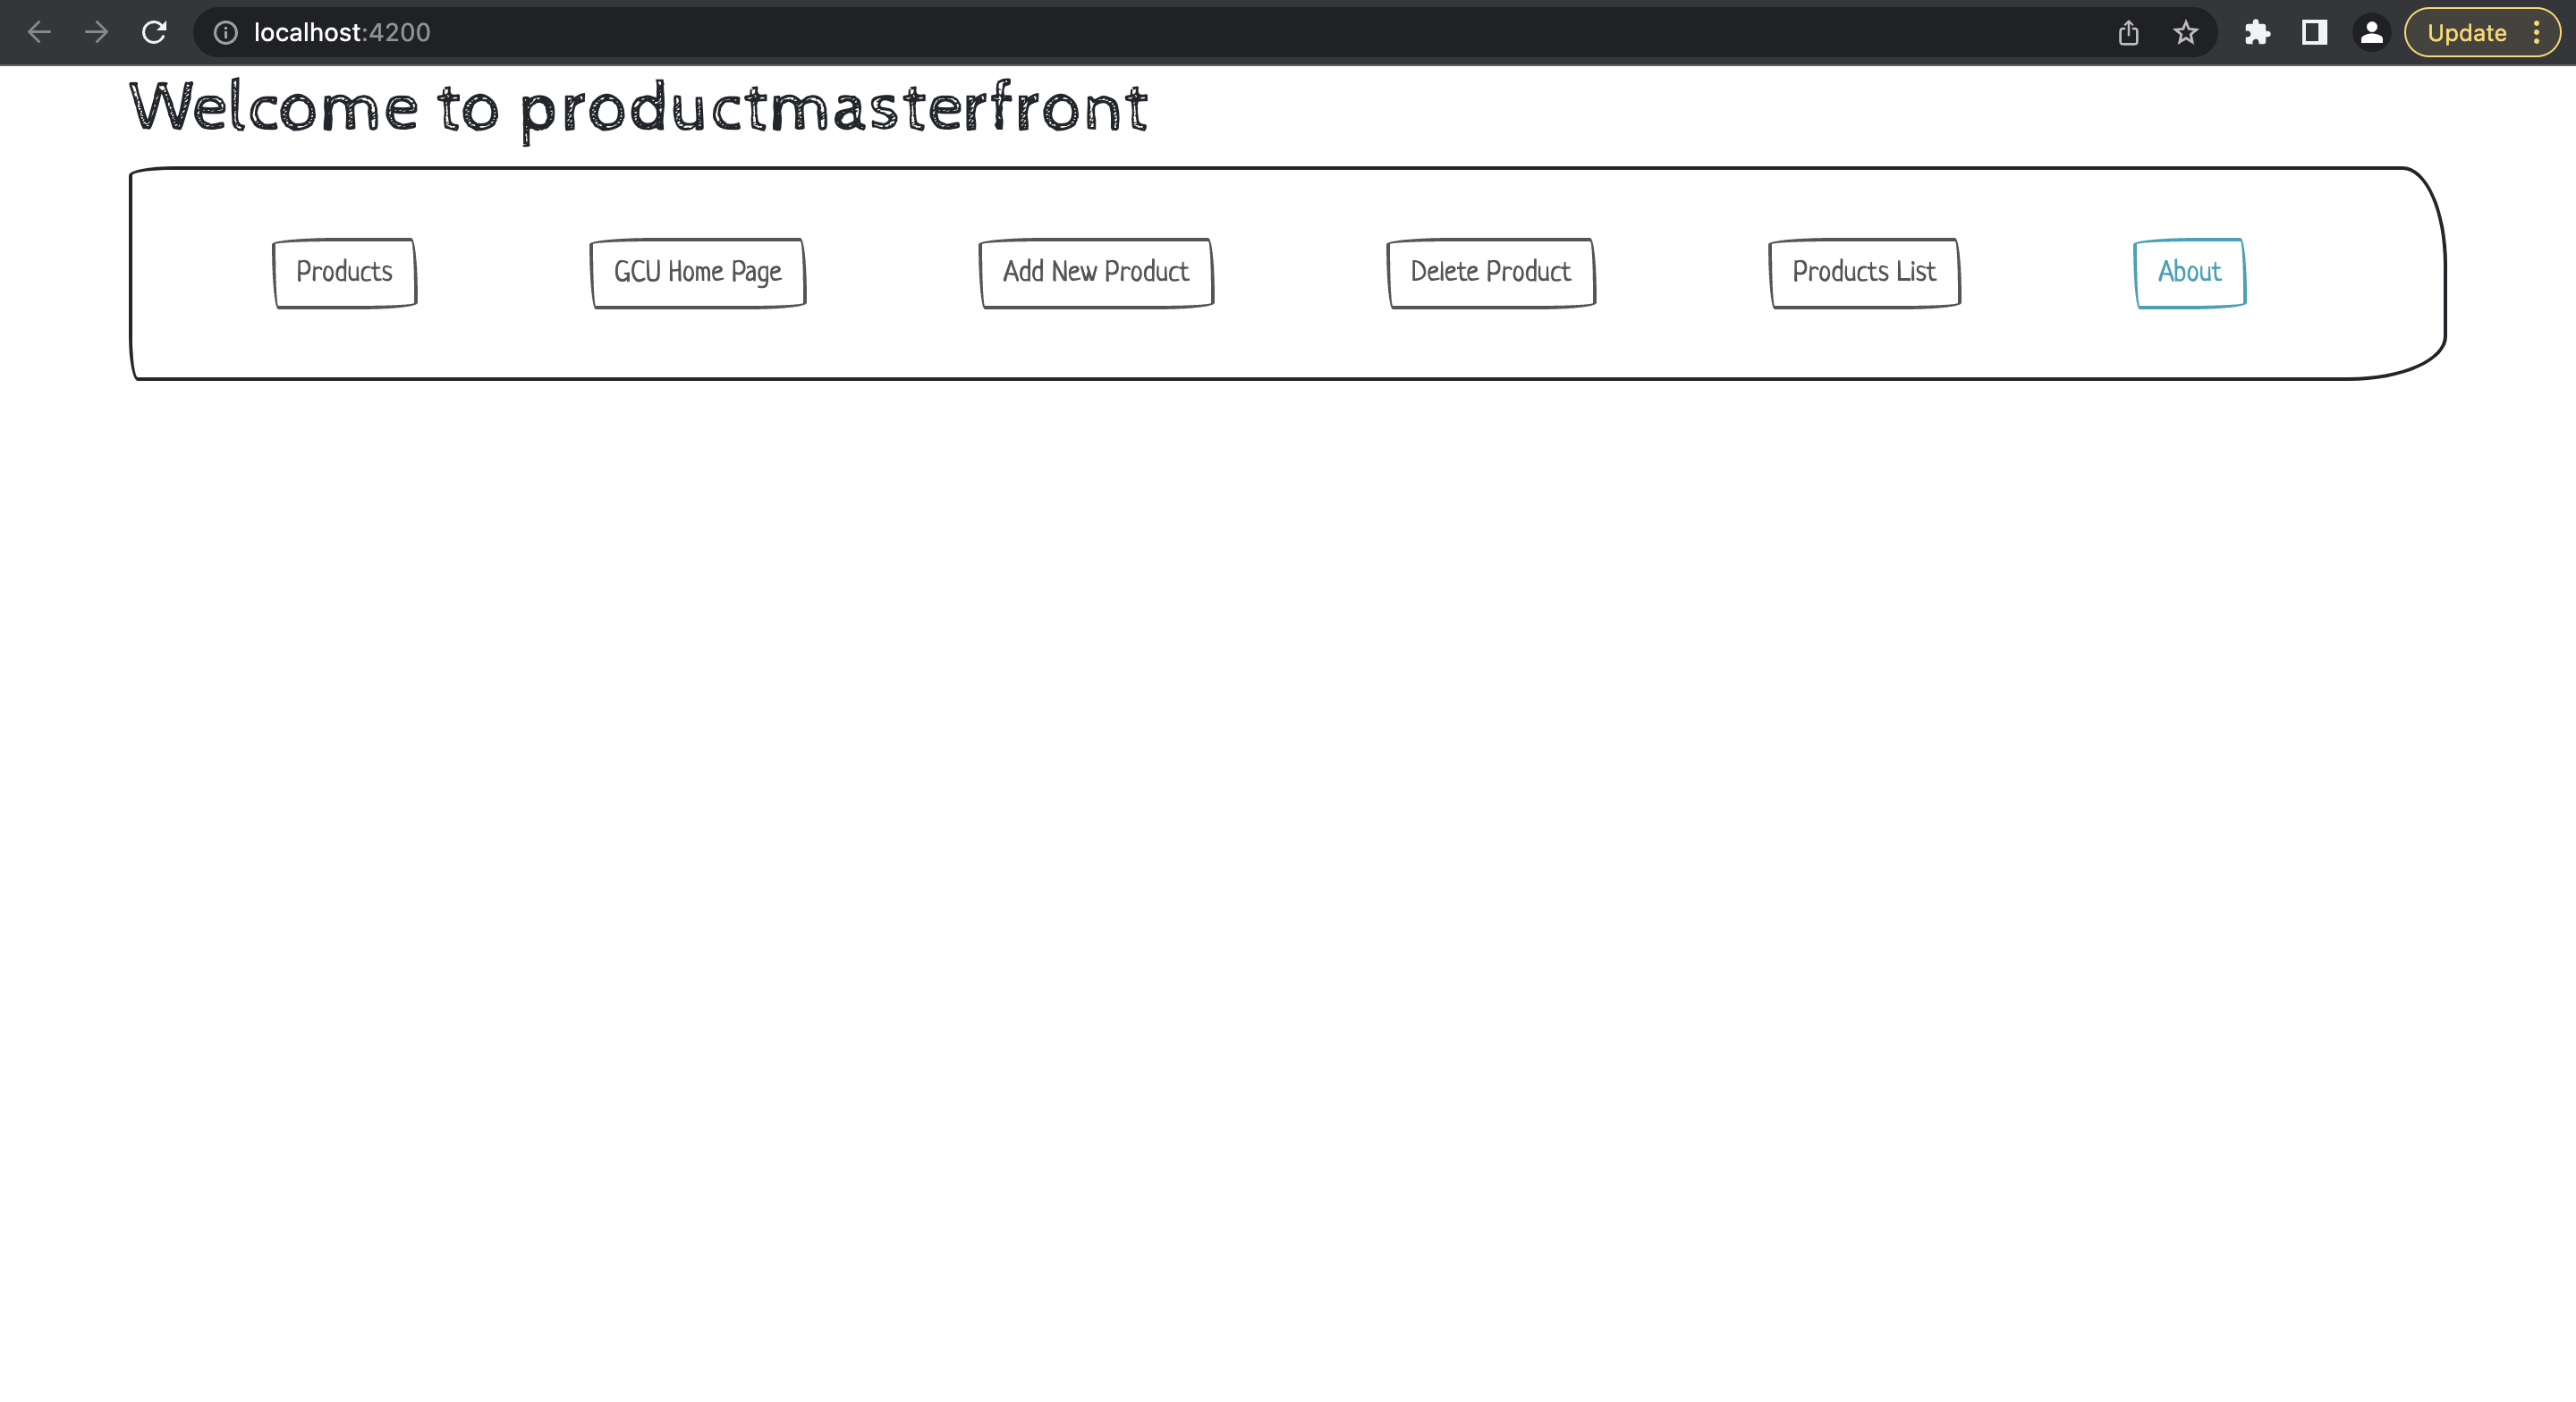 localhost:4200
Update
Welcome to productmasterfront
Products GCU Home Page Add New Product Delete Product Products List About